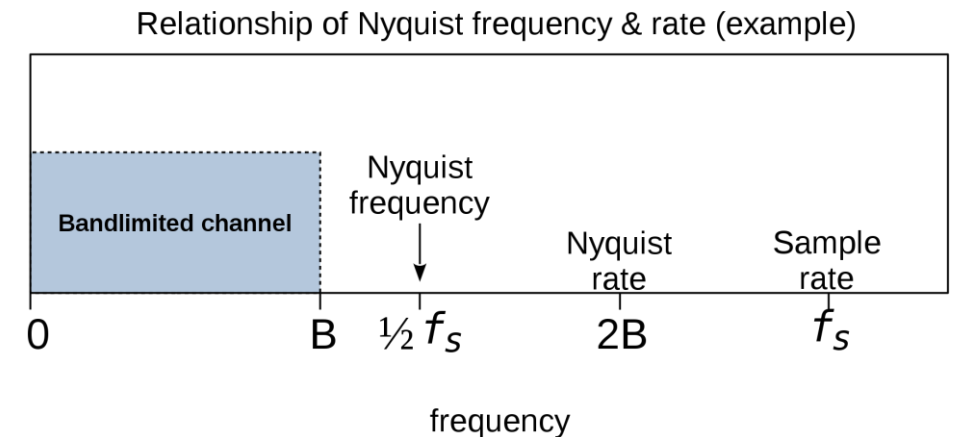 Relationship of Nyquist frequency & rate (example)
Bandlimited channel
Nyquist
frequency
Nyquist
rate
Sample
rate
0
B
½ fs
2B
fs
frequency